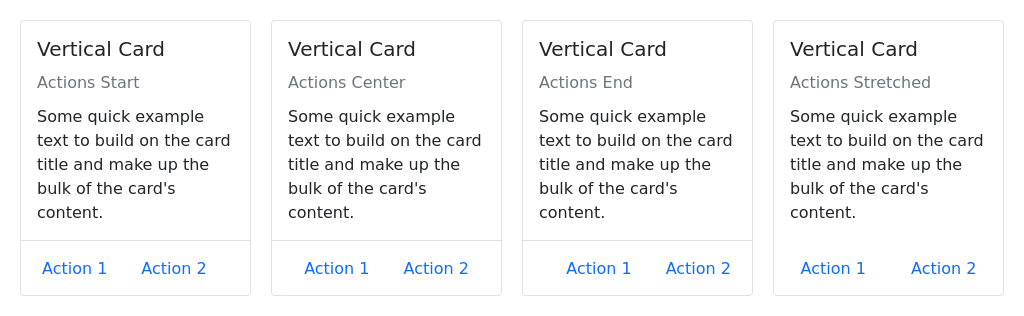 Vertical Card
Actions Start
Some quick example
text to build on the card
title and make up the
bulk of the card's
content.
Action 1 Action 2
Vertical Card
Actions Center
Some quick example
text to build on the card
title and make up the
bulk of the card's
content.
Action 1 Action 2
Vertical Card
Actions End
Some quick example
text to build on the card
title and make up the
bulk of the card's
content.
Action 1 Action 2
Vertical Card
Actions Stretched
Some quick example
text to build on the card
title and make up the
bulk of the card's
content.
Action 1 Action 2